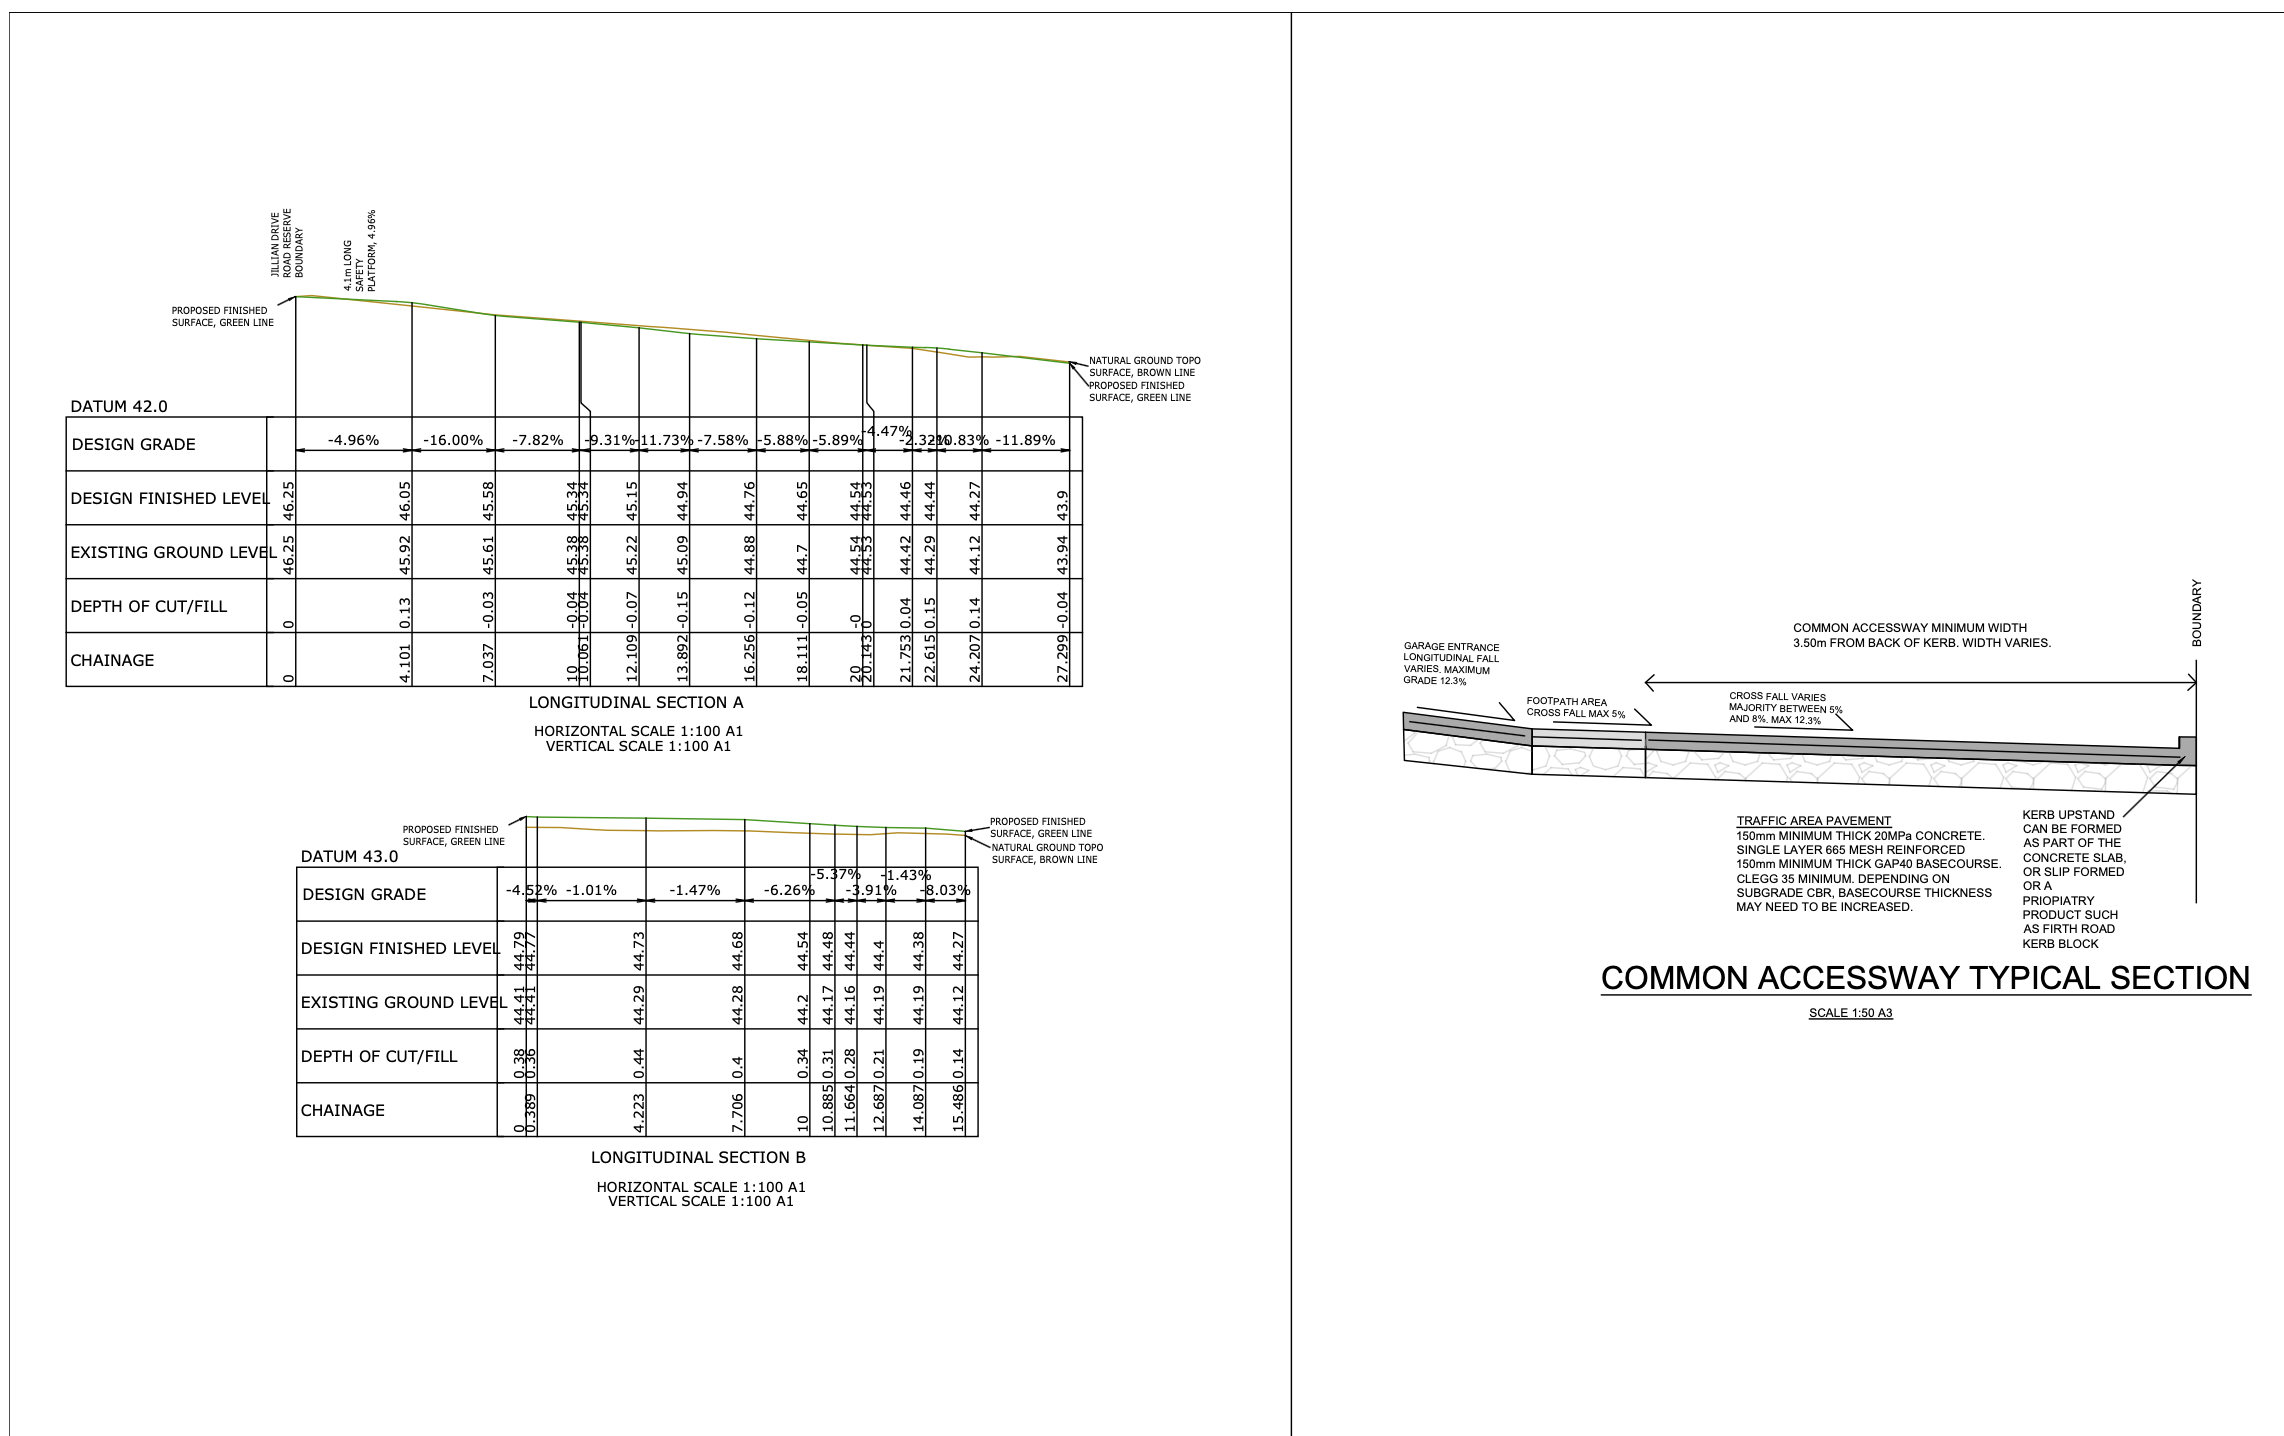 JILLIAN DRIVE
ROAD RESERVE
BOUNDARY
4.1m LONG
SAFETY
PLATFORM, 4.96%
PROPOSED FINISHED
SURFACE, GREEN LINE
NATURAL GROUND TOPO
SURFACE, BROWN LINE
PROPOSED FINISHED
SURFACE, GREEN LINE
DATUM 42.0
DESIGN GRADE -4.96% -16.00% -7.82% -9.31% -11.73% -7.58% -5.88% -5.89% -4.47% -2.32% -10.83% -11.89%
DESIGN FINISHED LEVEL 46.25 46.05 45.58 45.34 45.34 45.15 44.94 44.76 44.65 44.54 44.53 44.46 44.44 44.27 43.9
EXISTING GROUND LEVEL 46.25 45.92 45.61 45.38 45.38 45.22 45.09 44.88 44.7 44.54 44.53 44.42 44.29 44.12 43.94
DEPTH OF CUT/FILL 0 0.13 -0.03 -0.04 -0.04 -0.07 -0.15 -0.12 -0.05 -0 0 0.04 0.15 0.14 -0.04
CHAINAGE 0 4.101 7.037 10 10.061 12.109 13.892 16.256 18.111 20 20.143 21.753 22.615 24.207 27.299
LONGITUDINAL SECTION A
HORIZONTAL SCALE 1:100 A1
VERTICAL SCALE 1:100 A1
PROPOSED FINISHED
SURFACE, GREEN LINE
PROPOSED FINISHED
SURFACE, GREEN LINE
NATURAL GROUND TOPO
SURFACE, BROWN LINE
DATUM 43.0
DESIGN GRADE -4.52% -1.01% -1.47% -6.26% -5.37% -3.91% -1.43% -8.03%
DESIGN FINISHED LEVEL 44.79 44.77 44.73 44.68 44.54 44.48 44.44 44.4 44.38 44.27
EXISTING GROUND LEVEL 44.41 44.41 44.29 44.28 44.2 44.17 44.16 44.19 44.19 44.12
DEPTH OF CUT/FILL 0.38 0.36 0.44 0.4 0.34 0.31 0.28 0.21 0.19 0.14
CHAINAGE 0 0.389 4.223 7.706 10 10.885 11.664 12.687 14.087 15.486
LONGITUDINAL SECTION B
HORIZONTAL SCALE 1:100 A1
VERTICAL SCALE 1:100 A1
BOUNDARY
COMMON ACCESSWAY MINIMUM WIDTH
3.50m FROM BACK OF KERB. WIDTH VARIES.
GARAGE ENTRANCE
LONGITUDINAL FALL
VARIES. MAXIMUM
GRADE 12.3%
FOOTPATH AREA
CROSS FALL MAX 5%
CROSS FALL VARIES
MAJORITY BETWEEN 5%
AND 8%. MAX 12.3%
TRAFFIC AREA PAVEMENT
150mm MINIMUM THICK 20MPa CONCRETE.
SINGLE LAYER 665 MESH REINFORCED
150mm MINIMUM THICK GAP40 BASECOURSE.
CLEGG 35 MINIMUM. DEPENDING ON
SUBGRADE CBR, BASECOURSE THICKNESS
MAY NEED TO BE INCREASED.
KERB UPSTAND
CAN BE FORMED
AS PART OF THE
CONCRETE SLAB,
OR SLIP FORMED
OR A
PRIOPIATRY
PRODUCT SUCH
AS FIRTH ROAD
KERB BLOCK
COMMON ACCESSWAY TYPICAL SECTION
SCALE 1:50 A3